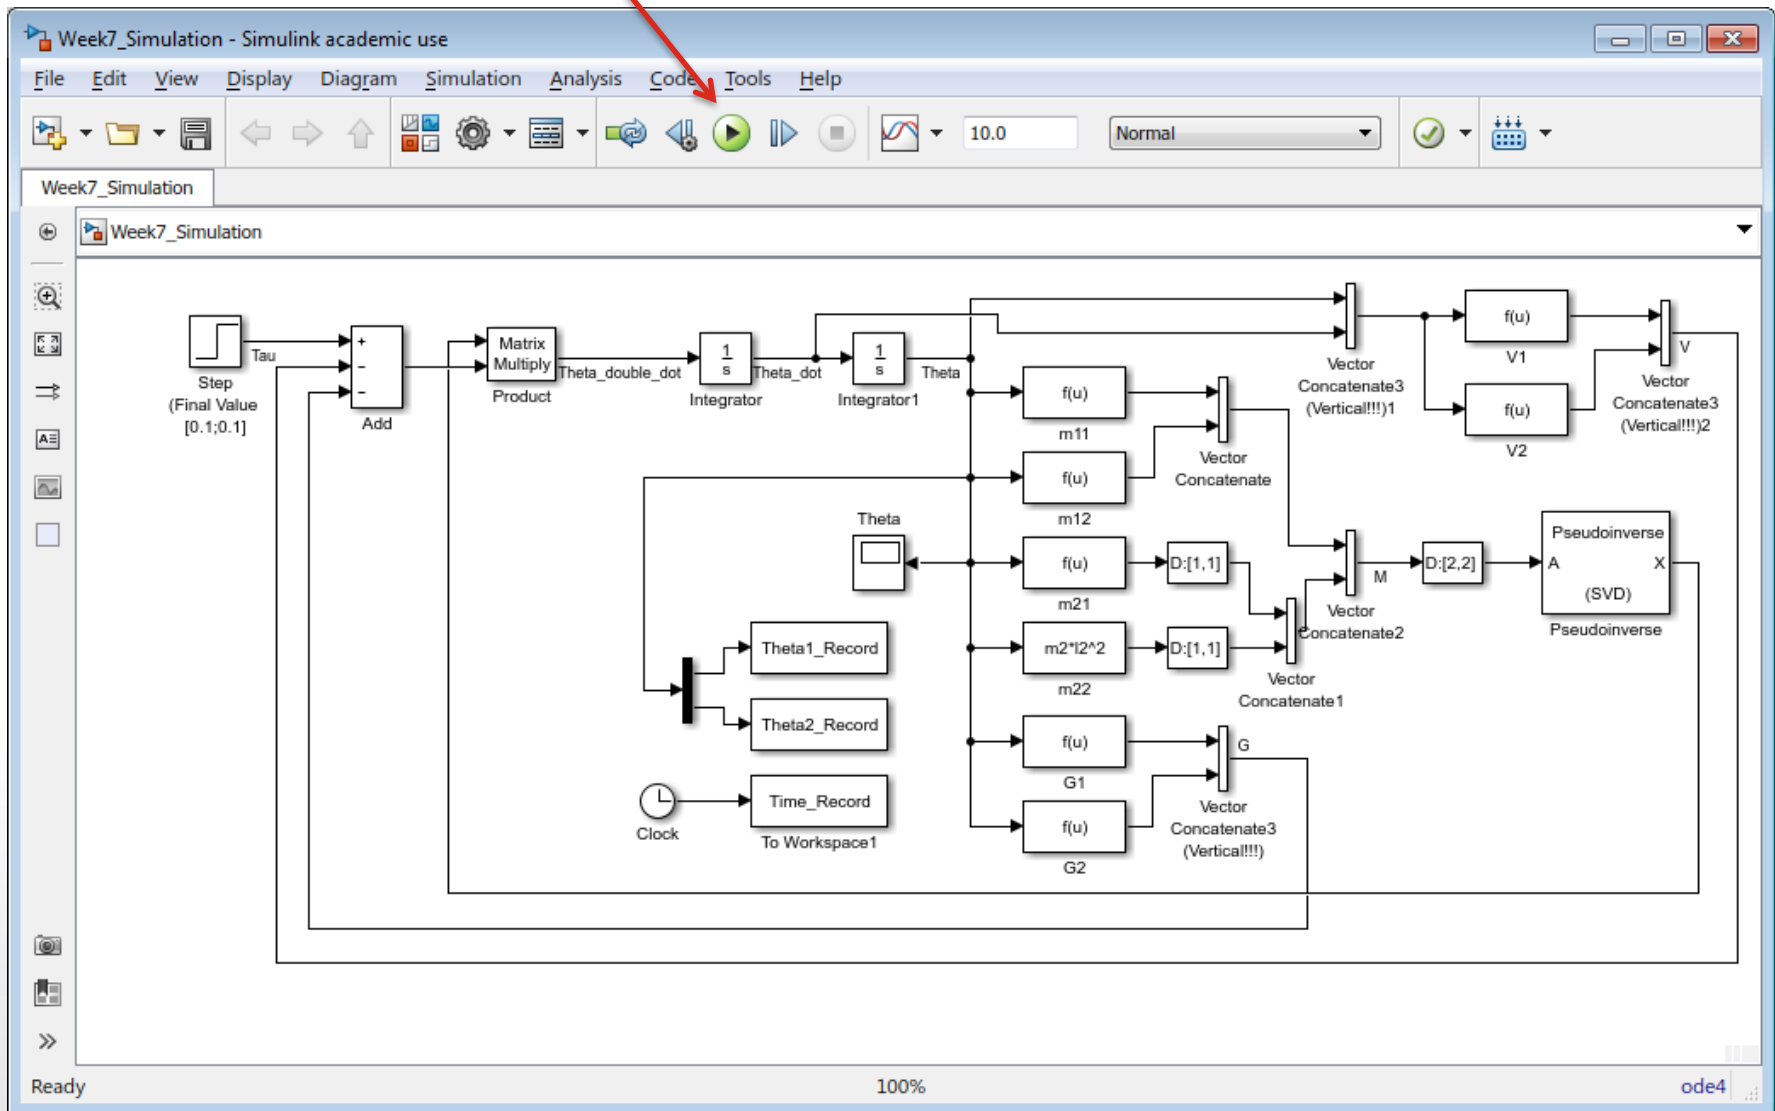 Week7_Simulation - Simulink academic use
File Edit View Display Diagram Simulation Analysis Code Tools Help
10.0
Normal
Week7_Simulation
Week7_Simulation
Step
(Final Value
[0.1;0.1]
Tau
+
−
−
Add
Matrix
Multiply
Product
Theta_double_dot
1
s
Integrator
Theta_dot
1
s
Integrator1
Theta
Vector
Concatenate3
(Vertical!!!)1
f(u)
V1
f(u)
V2
V
Vector
Concatenate3
(Vertical!!!)2
f(u)
m11
f(u)
m12
Vector
Concatenate
Theta
f(u)
m21
D:[1,1]
m2*l2^2
m22
D:[1,1]
Vector
Concatenate1
M
Vector
Concatenate2
D:[2,2]
Pseudoinverse
A X
(SVD)
Pseudoinverse
Theta1_Record
Theta2_Record
Clock
Time_Record
To Workspace1
f(u)
G1
f(u)
G2
G
Vector
Concatenate3
(Vertical!!!)
Ready 100% ode4